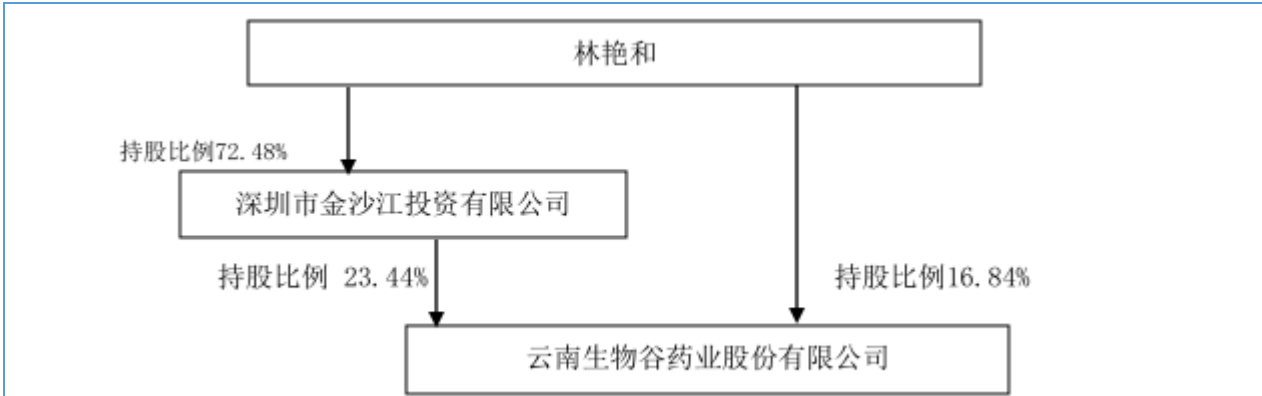 林艳和
持股比例72.48%
深圳市金沙江投资有限公司
持股比例 23.44%
持股比例16.84%
云南生物谷药业股份有限公司